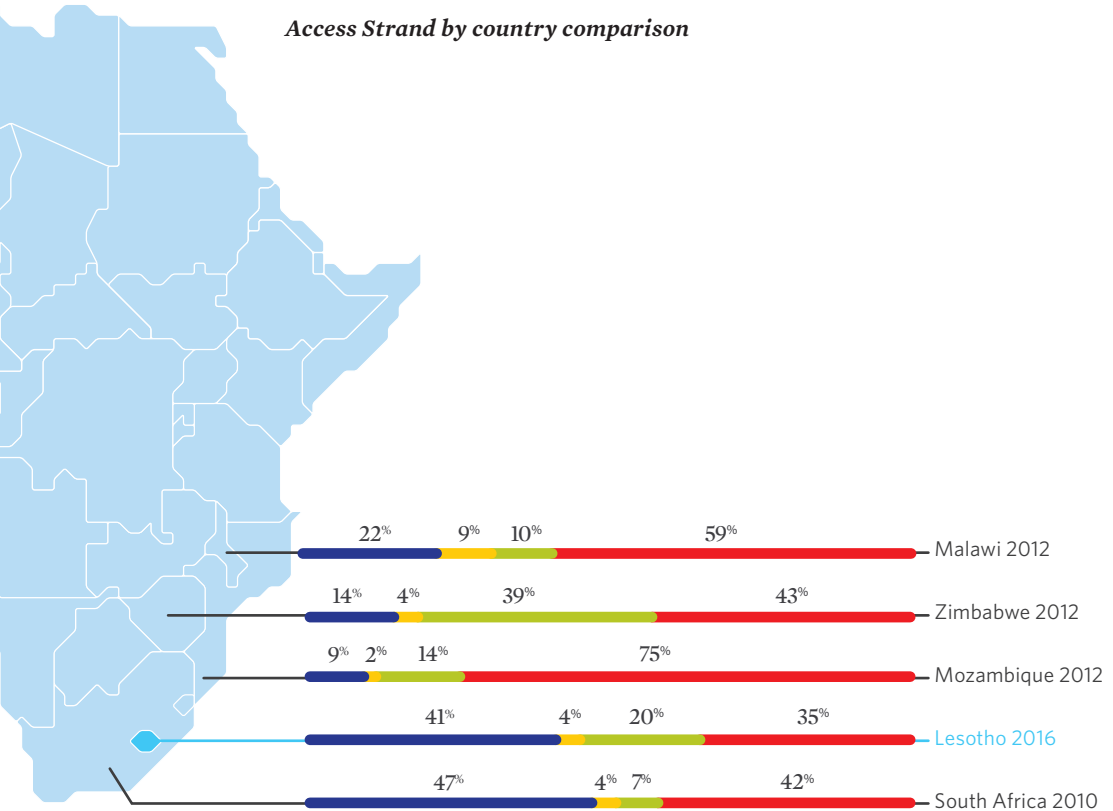 Access Strand by country comparison
22% 9% 10% 59%
Malawi 2012
14% 4% 39% 43%
Zimbabwe 2012
9% 2% 14% 75%
Mozambique 2012
41% 4% 20% 35%
Lesotho 2016
47% 4% 7% 42%
South Africa 2010